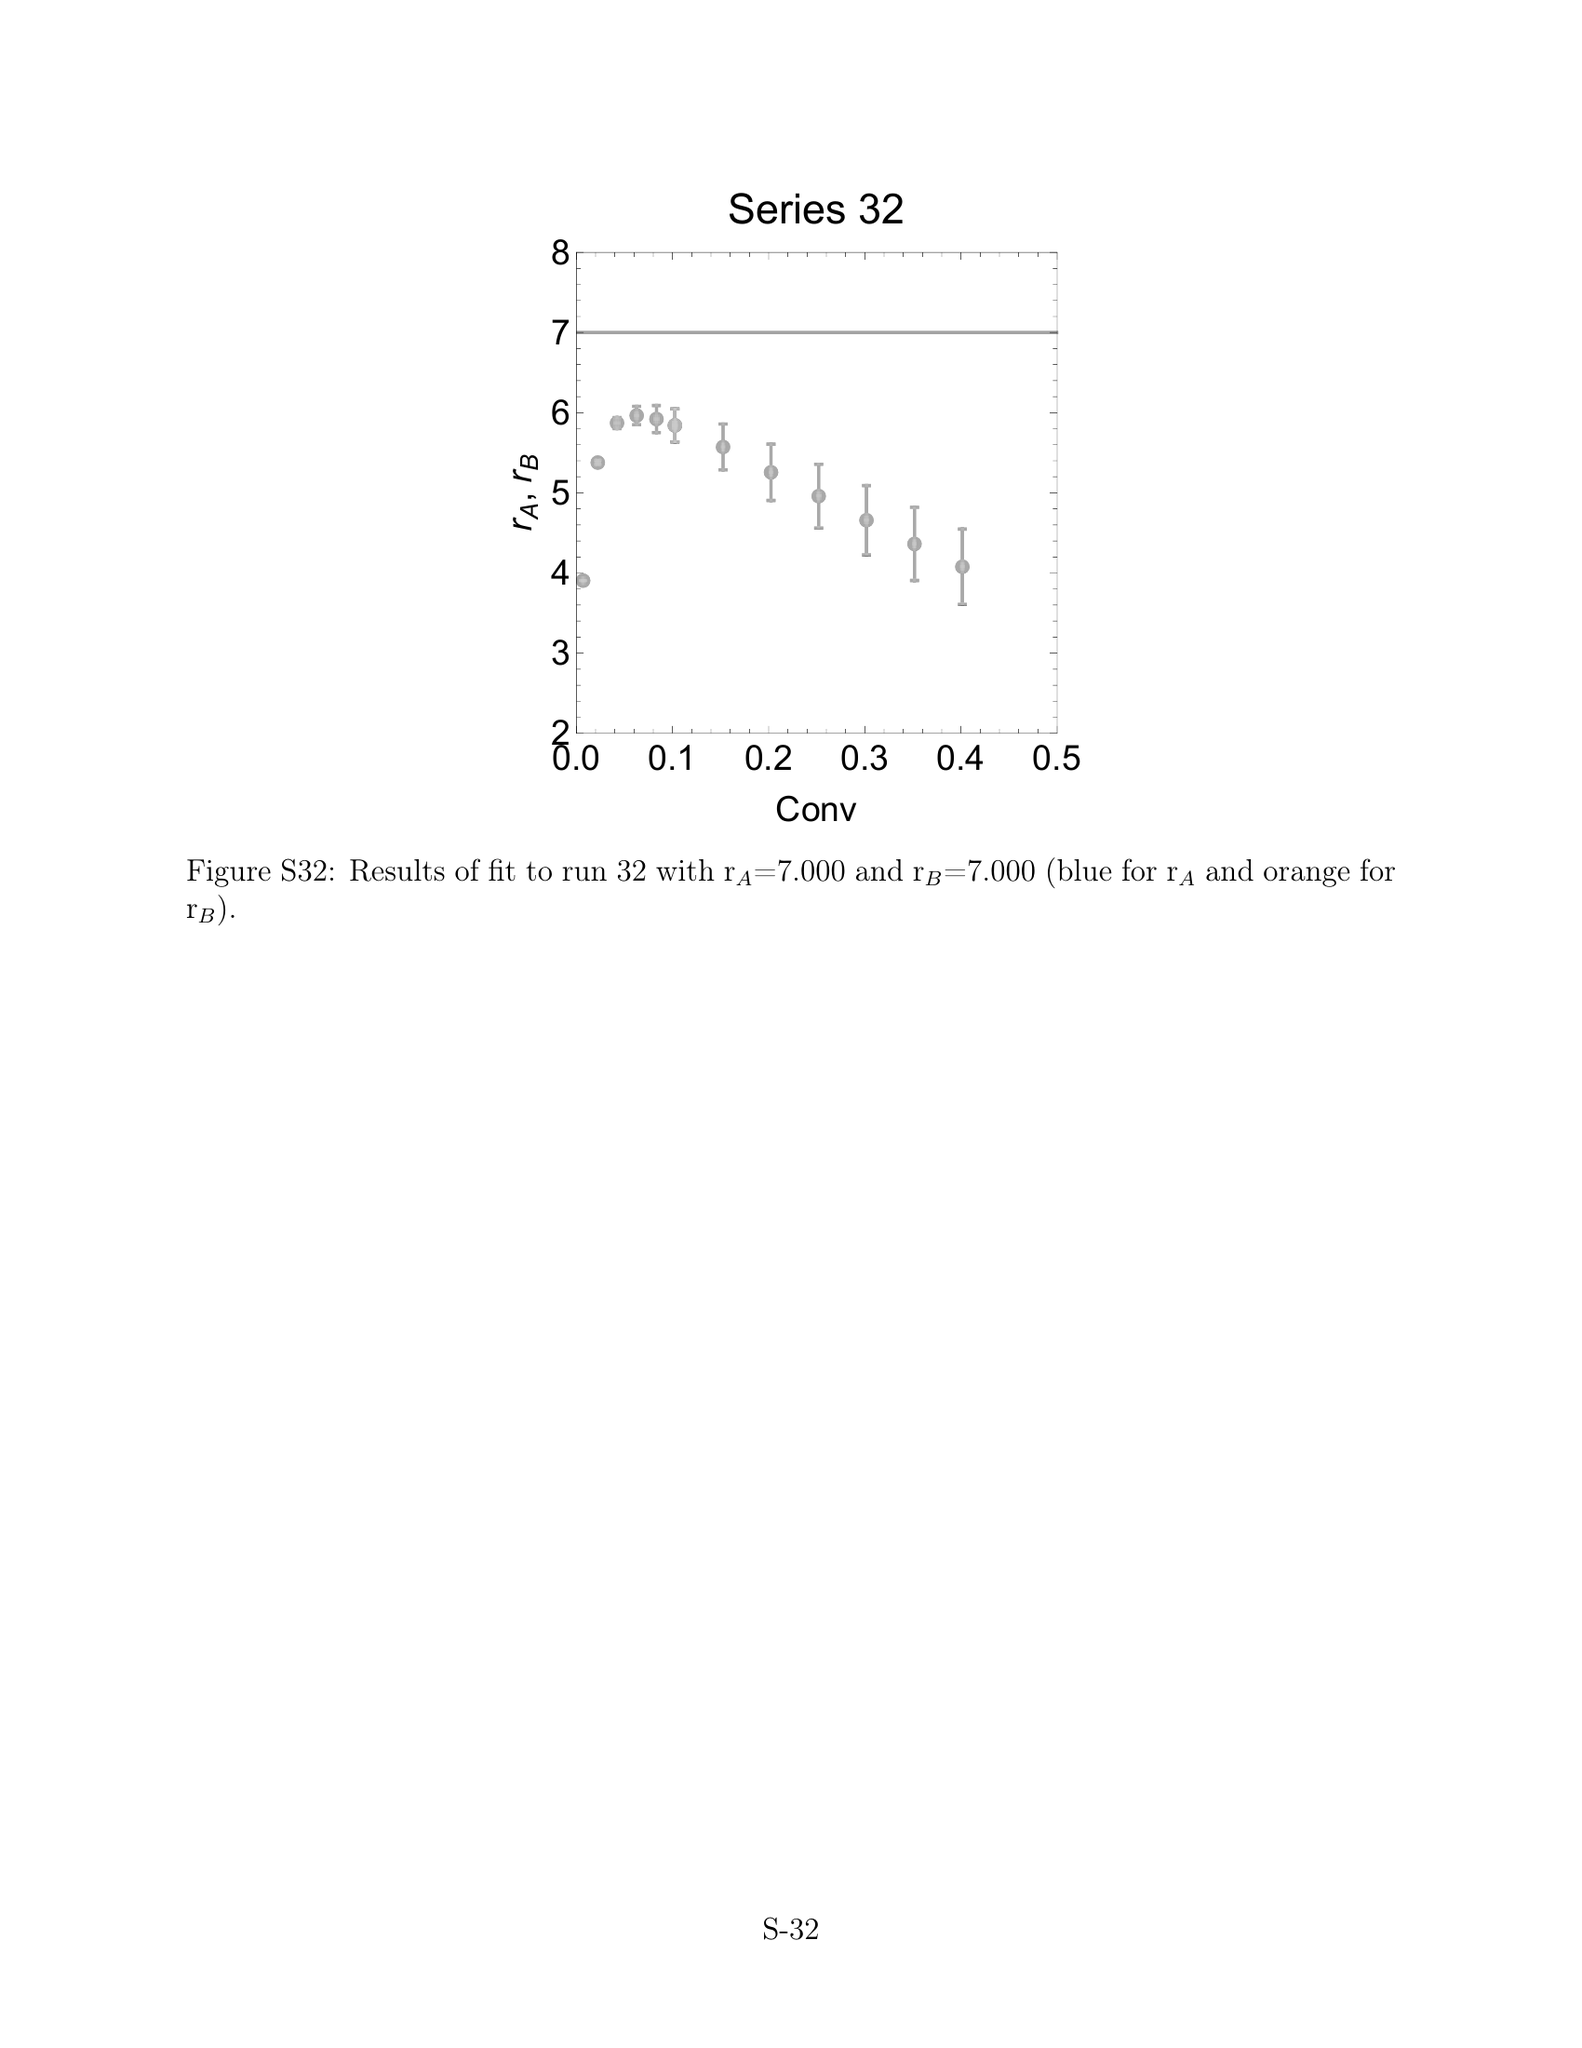 Series 32
8
7
6
5
4
3
2
r_A, r_B
0.0 0.1 0.2 0.3 0.4 0.5
Conv
Figure S32: Results of fit to run 32 with r_A=7.000 and r_B=7.000 (blue for r_A and orange for
r_B).
S-32